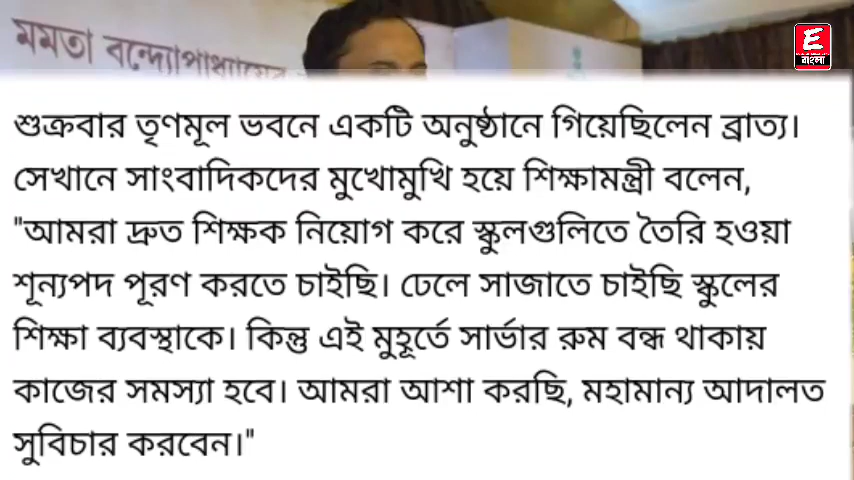 মমতা বন্দ্যোপাধ্যায়ের
E
বাংলা
শুক্রবার তৃণমূল ভবনে একটি অনুষ্ঠানে গিয়েছিলেন ব্রাত্য।
সেখানে সাংবাদিকদের মুখোমুখি হয়ে শিক্ষামন্ত্রী বলেন,
"আমরা দ্রুত শিক্ষক নিয়োগ করে স্কুলগুলিতে তৈরি হওয়া
শূন্যপদ পূরণ করতে চাইছি। ঢেলে সাজাতে চাইছি স্কুলের
শিক্ষা ব্যবস্থাকে। কিন্তু এই মুহূর্তে সার্ভার রুম বন্ধ থাকায়
কাজের সমস্যা হবে। আমরা আশা করছি, মহামান্য আদালত
সুবিচার করবেন।"